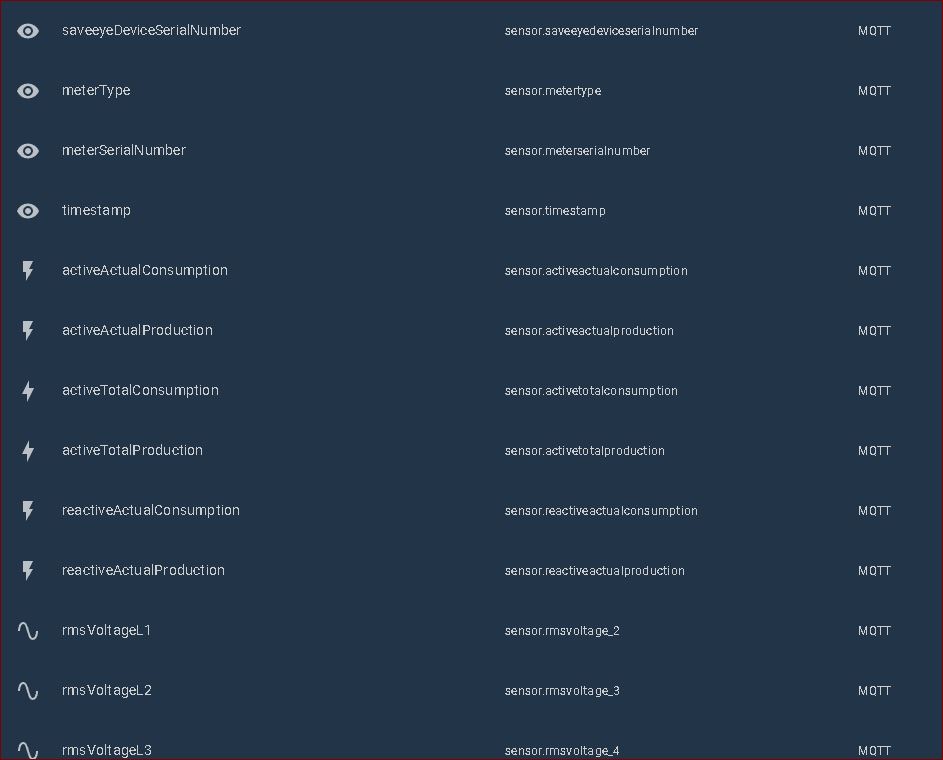 saveeyeDeviceSerialNumber sensor.saveeyedeviceserialnumber MQTT
meterType sensor.metertype MQTT
meterSerialNumber sensor.meterserialnumber MQTT
timestamp sensor.timestamp MQTT
activeActualConsumption sensor.activeactualconsumption MQTT
activeActualProduction sensor.activeactualproduction MQTT
activeTotalConsumption sensor.activetotalconsumption MQTT
activeTotalProduction sensor.activetotalproduction MQTT
reactiveActualConsumption sensor.reactiveactualconsumption MQTT
reactiveActualProduction sensor.reactiveactualproduction MQTT
rmsVoltageL1 sensor.rmsvoltage_2 MQTT
rmsVoltageL2 sensor.rmsvoltage_3 MQTT
rmsVoltageL3 sensor.rmsvoltage_4 MQTT